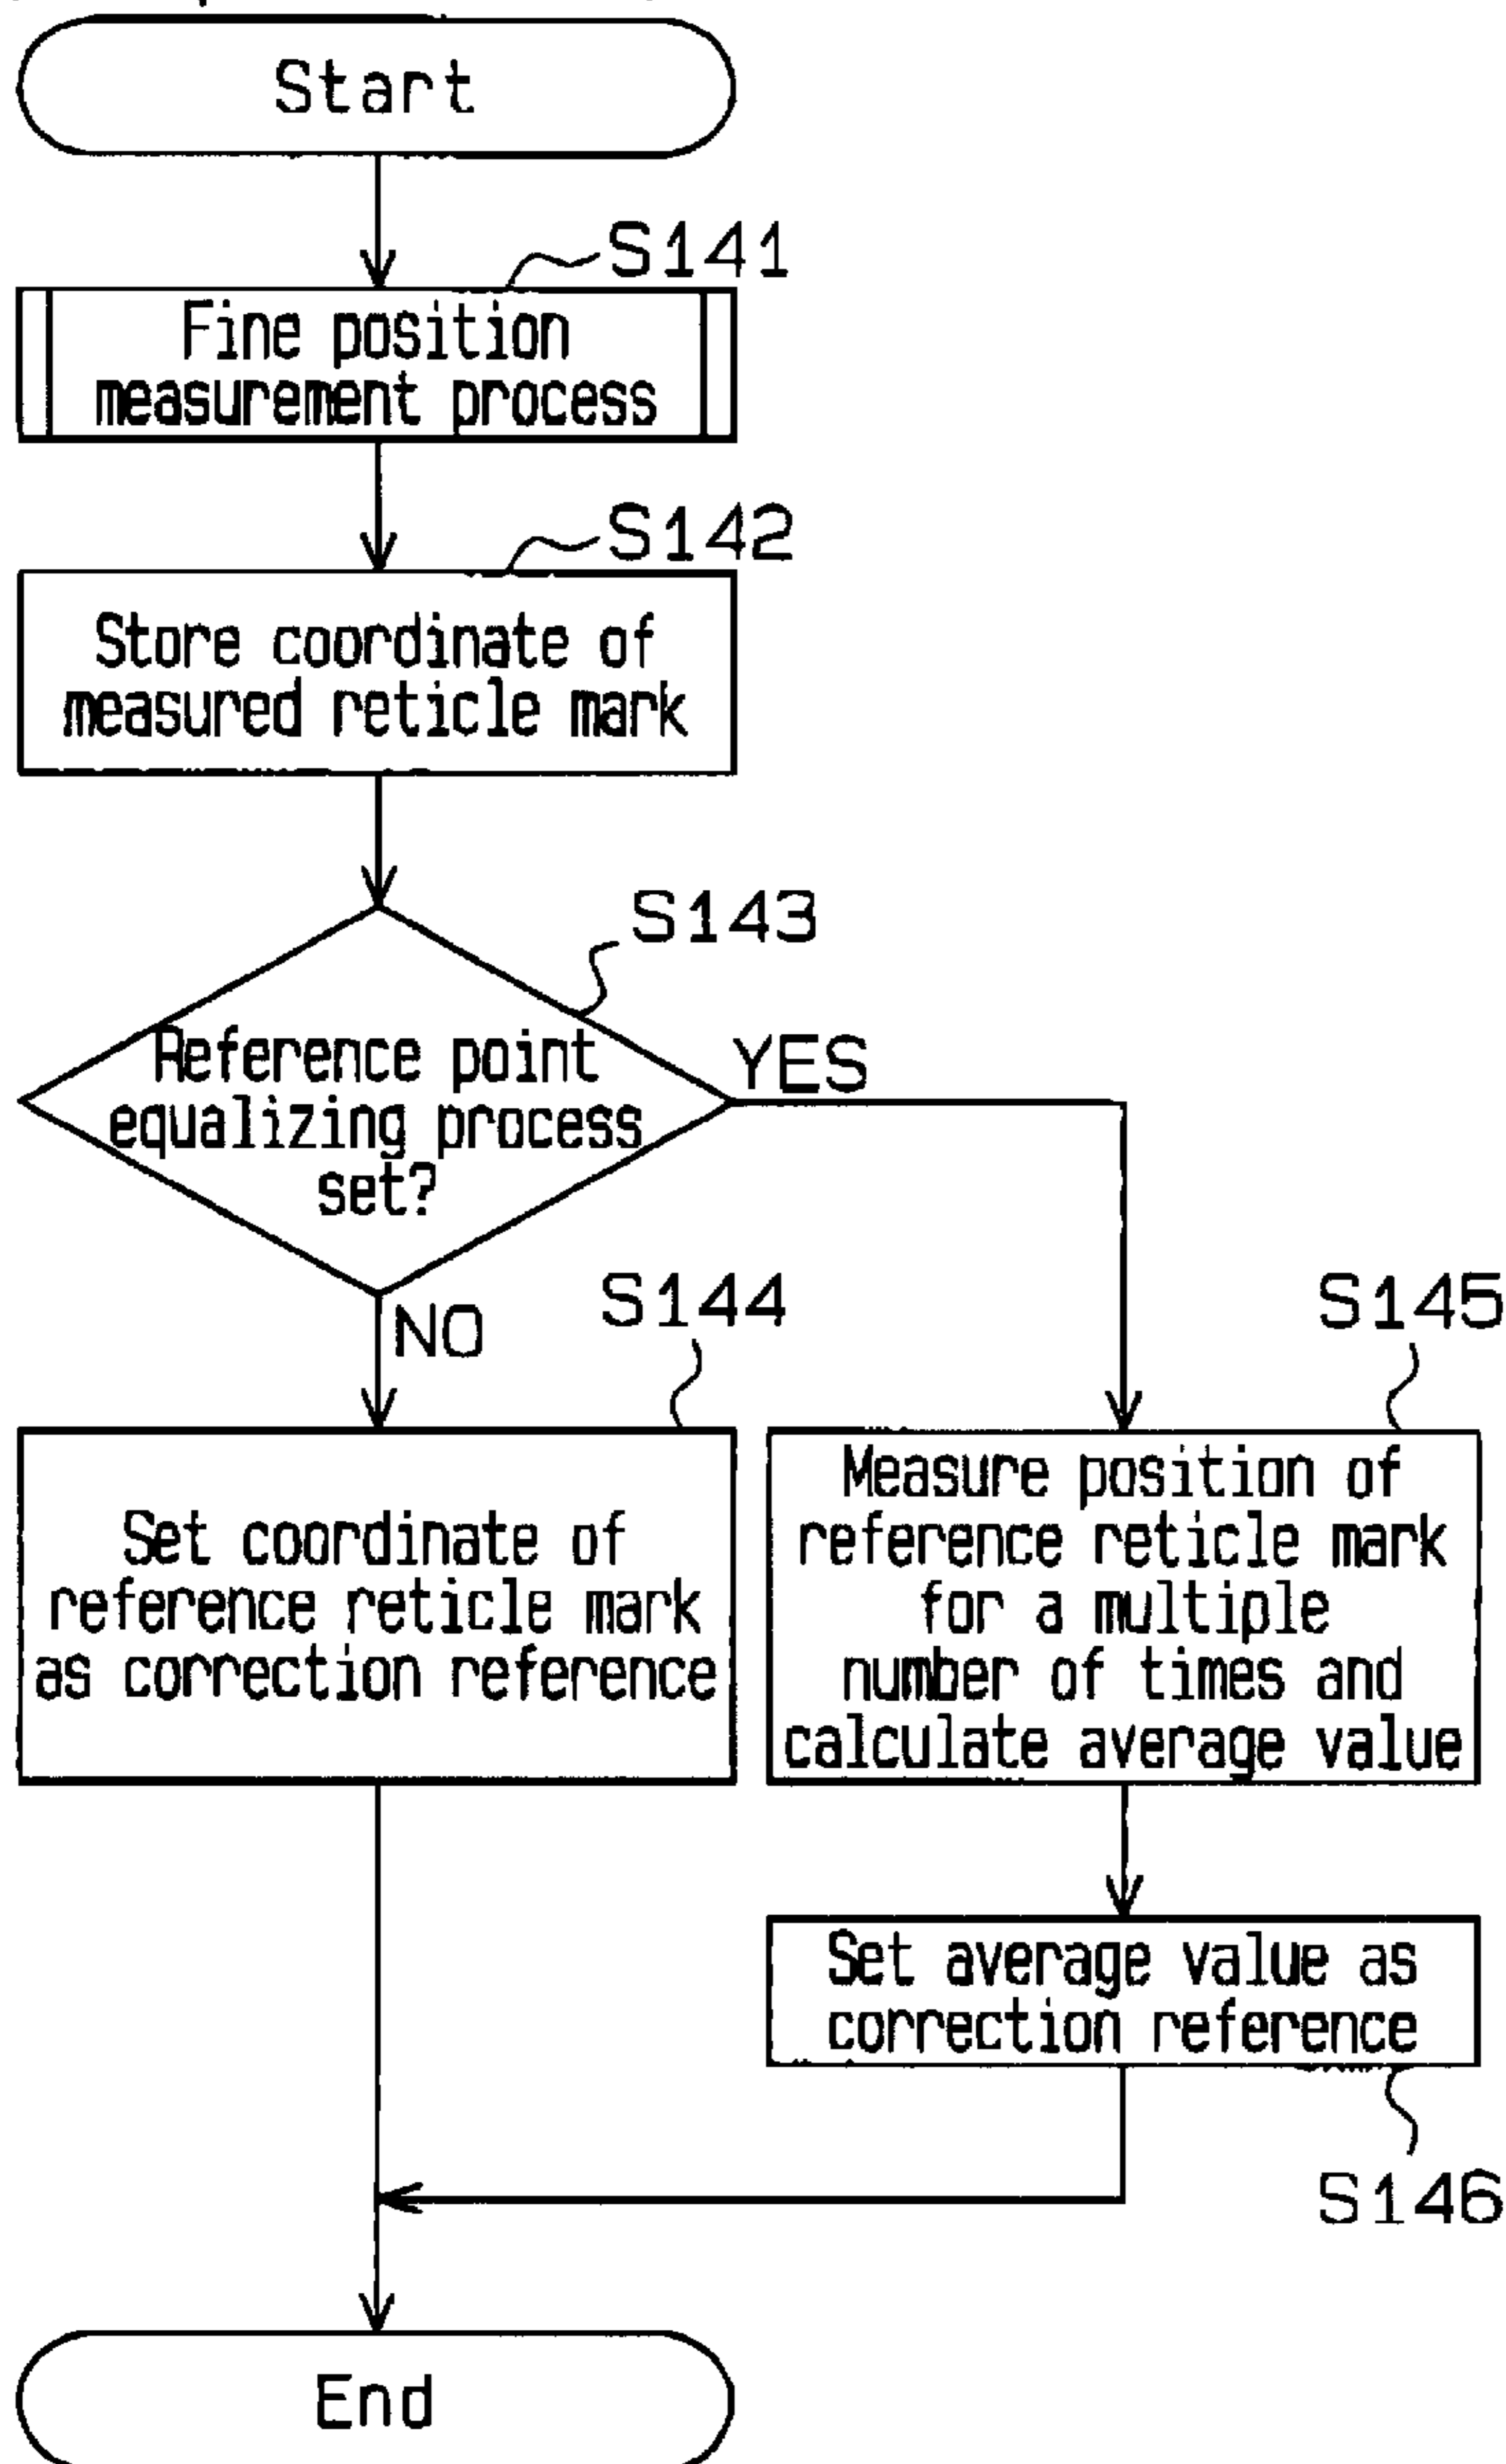 Start
S141
Fine position
measurement process
S142
Store coordinate of
measured reticle mark
S143
Reference point
equalizing process
set?
YES
NO
S144
Set coordinate of
reference reticle mark
as correction reference
S145
Measure position of
reference reticle mark
for a multiple
number of times and
calculate average value
Set average value as
correction reference
S146
End